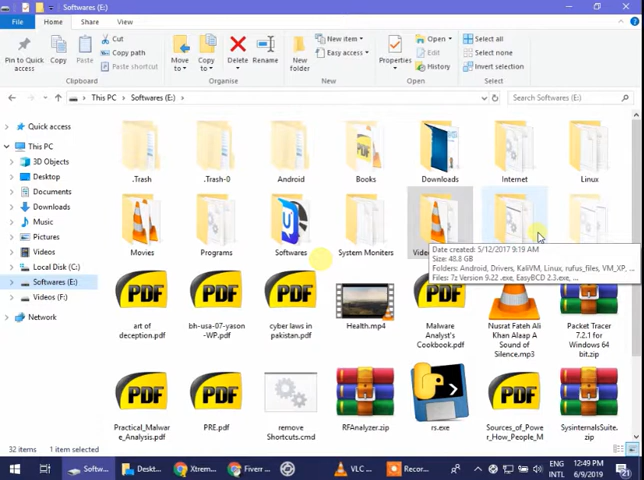 Softwares (E:)
File
Home
Share
View
Pin to Quick access
Copy
Paste
Cut
Copy path
Paste shortcut
Move to
Copy to
Delete
Rename
New folder
New item
Easy access
Properties
Open
Edit
History
Select all
Select none
Invert selection
Clipboard
Organise
New
Open
Select
This PC
Softwares (E:)
Search Softwares (E:)
Quick access
This PC
3D Objects
Desktop
Documents
Downloads
Music
Pictures
Videos
Local Disk (C:)
Softwares (E:)
Videos (F:)
Network
.Trash
.Trash-0
Android
Books
Downloads
Internet
Linux
Movies
Programs
Softwares
System Moniters
Date created: 5/12/2017 9:19 AM
Size: 48.8 GB
Folders: Android, Drivers, KaliVM, Linux, rufus_files, VM_XP, ...
Files: 7z Version 9.22 .exe, EasyBCD 2.3.exe, ...
PDF
art of
deception.pdf
PDF
bh-usa-07-yason
-WP.pdf
PDF
cyber laws in
pakistan.pdf
Health.mp4
PDF
Malware
Analyst's
Cookbook.pdf
Nusrat Fateh Ali
Khan Alaap A
Sound of
Silence.mp3
Packet Tracer
7.2.1 for
Windows 64
bit.zip
PDF
Practical_Malwar
e_Analysis.pdf
PDF
PRE.pdf
remove
Shortcuts.cmd
RFAnalyzer.zip
rs.exe
PDF
Sources_of_Powe
r_How_People_M
SysinternalsSuite.
zip
32 items
1 item selected
Softw...
Deskt...
Xtrem...
Fiverr ...
VLC ...
Recor...
ENG
INTL
12:49 PM
6/9/2019
21